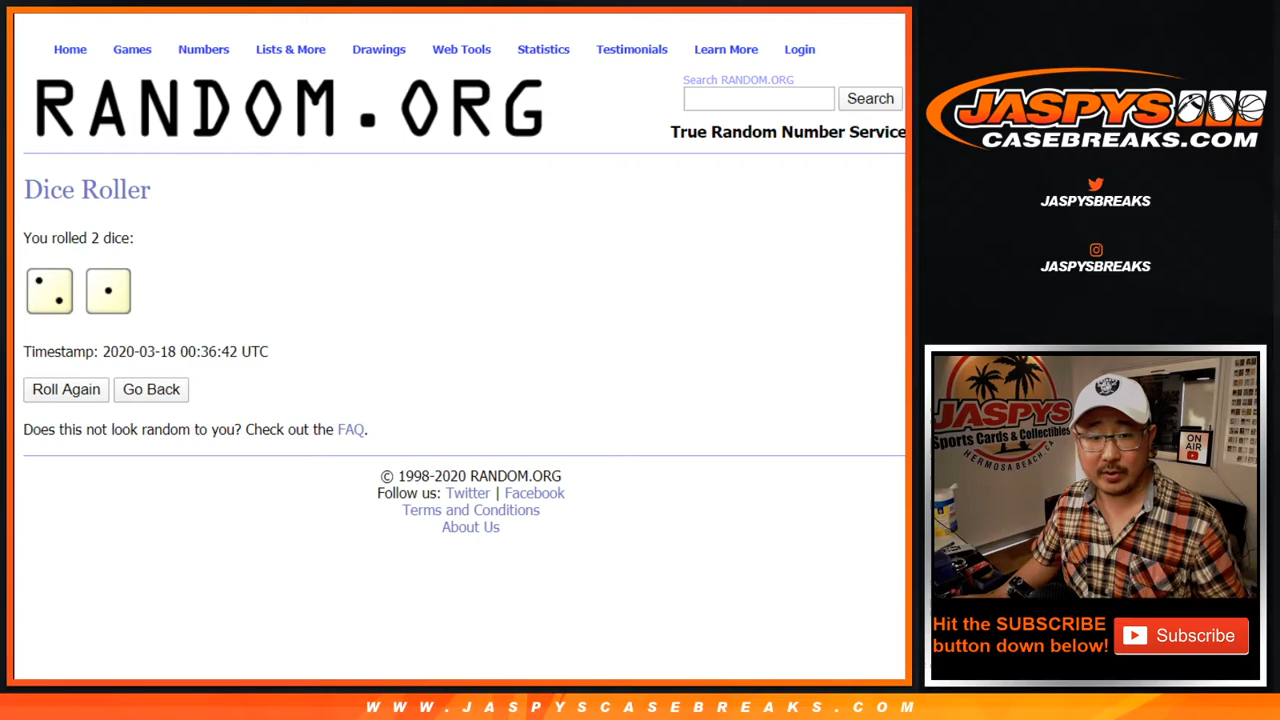 Home Games Numbers Lists & More Drawings Web Tools Statistics Testimonials Learn More Login
RANDOM.ORG
Search RANDOM.ORG
Search
True Random Number Service
Dice Roller
You rolled 2 dice:
Timestamp: 2020-03-18 00:36:42 UTC
Roll Again Go Back
Does this not look random to you? Check out the FAQ.
© 1998-2020 RANDOM.ORG
Follow us: Twitter | Facebook
Terms and Conditions
About Us
JASPYS
CASEBREAKS.COM
JASPYSBREAKS
JASPYSBREAKS
JASPYS
Sports Cards & Collectibles
HERMOSA BEACH, CA
ON
AIR
Hit the SUBSCRIBE
button down below!
Subscribe
WWW.JASPYSCASEBREAKS.COM